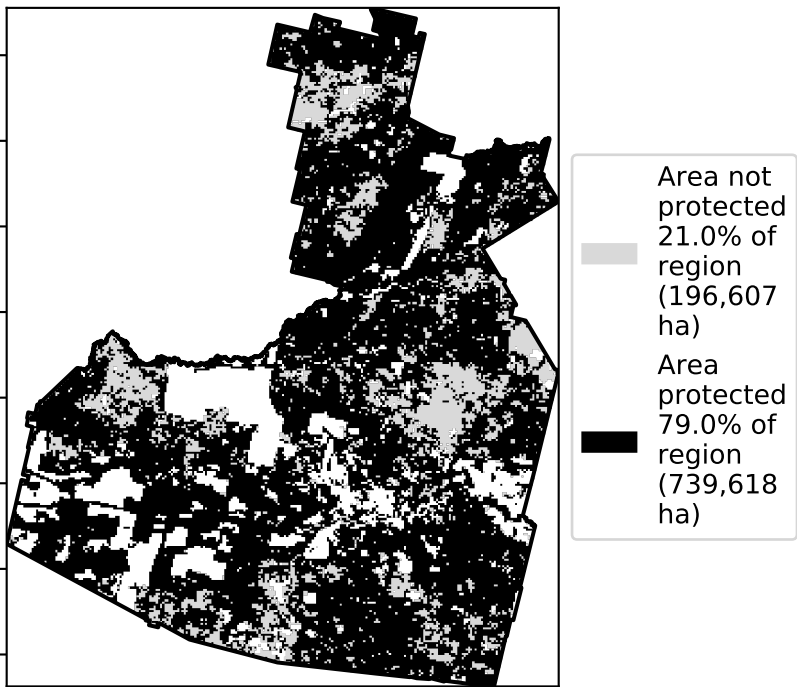 Area not
protected
21.0% of
region
(196,607
ha)
Area
protected
79.0% of
region
(739,618
ha)